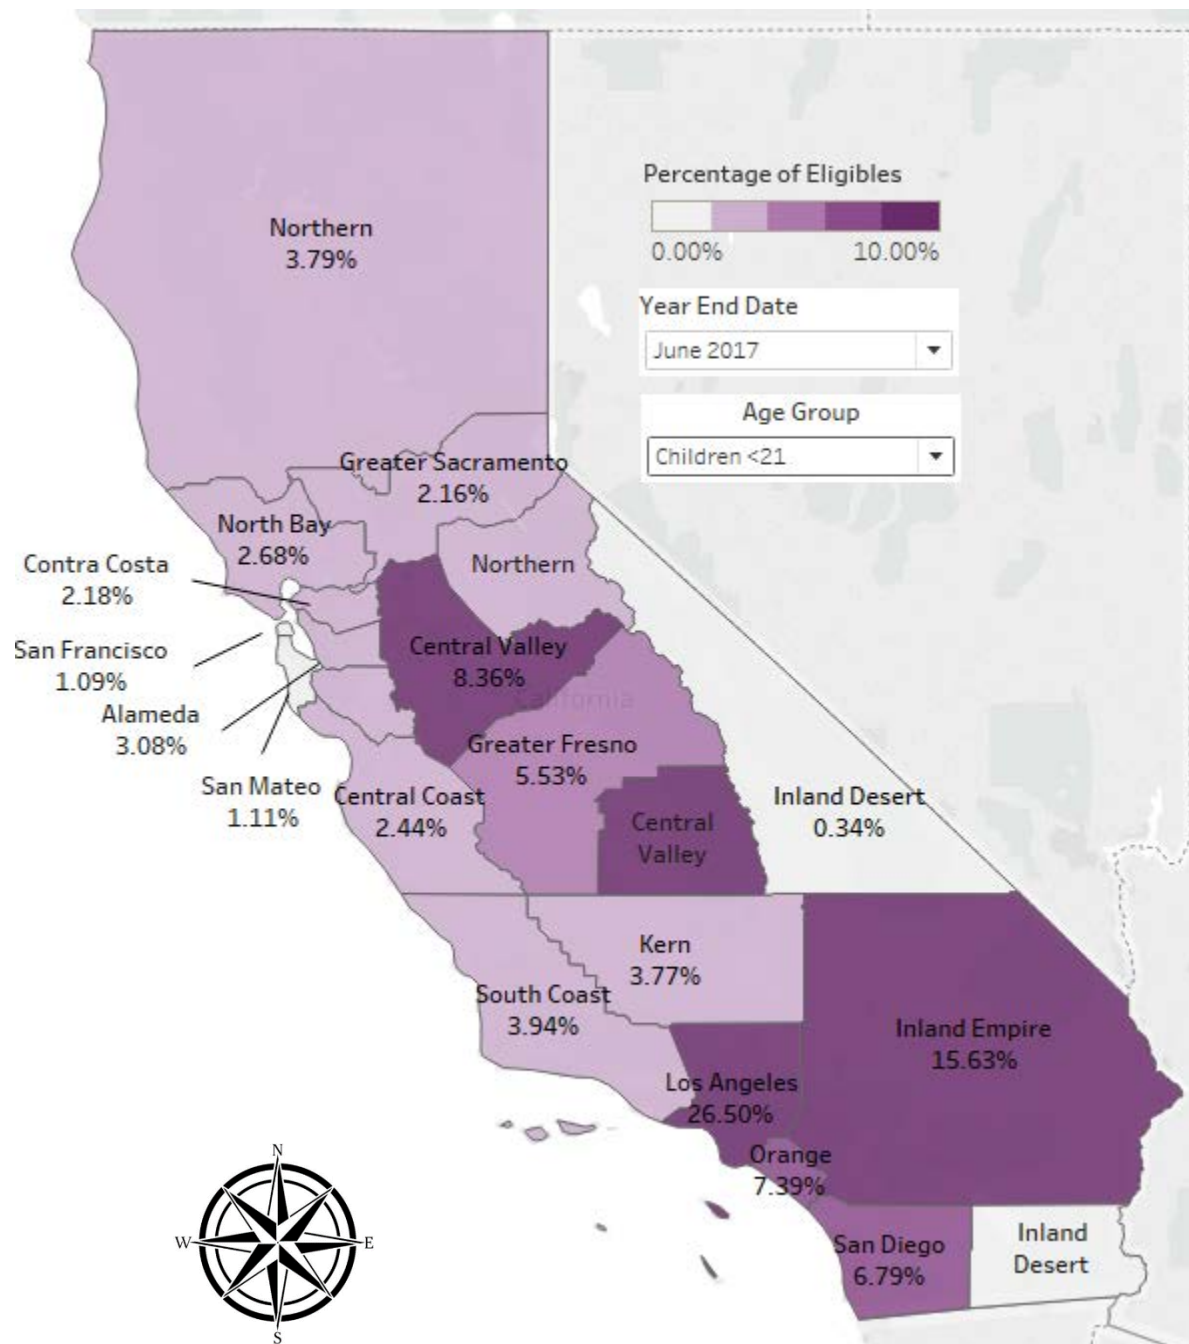 Percentage of Eligibles
0.00% 10.00%
Year End Date
June 2017
Age Group
Children <21
Northern
3.79%
Greater Sacramento
2.16%
North Bay
2.68%
Contra Costa
2.18%
Northern
San Francisco
1.09%
Central Valley
8.36%
California
Alameda
3.08%
Greater Fresno
5.53%
San Mateo
1.11%
Central Coast
2.44%
Central
Valley
Inland Desert
0.34%
Kern
3.77%
South Coast
3.94%
Inland Empire
15.63%
Los Angeles
26.50%
Orange
7.39%
San Diego
6.79%
Inland
Desert
N
W E
S